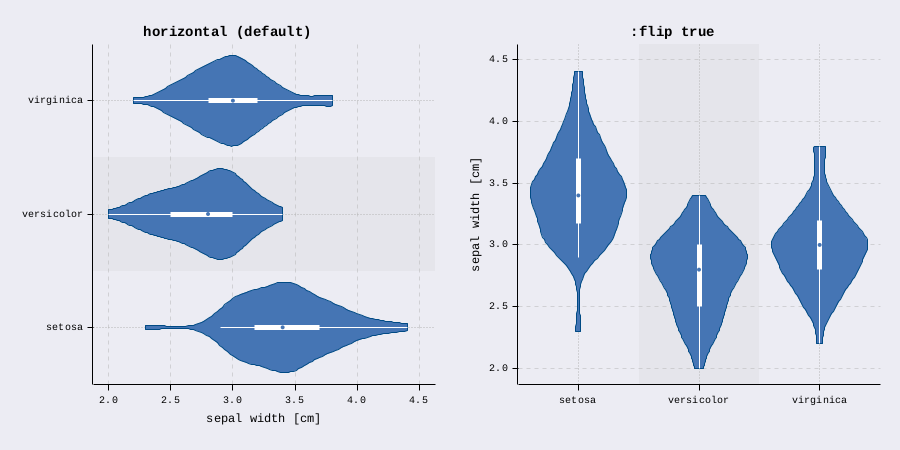 horizontal (default)
virginica
versicolor
setosa
2.0 2.5 3.0 3.5 4.0 4.5
sepal width [cm]
:flip true
sepal width [cm]
4.5
4.0
3.5
3.0
2.5
2.0
setosa versicolor virginica